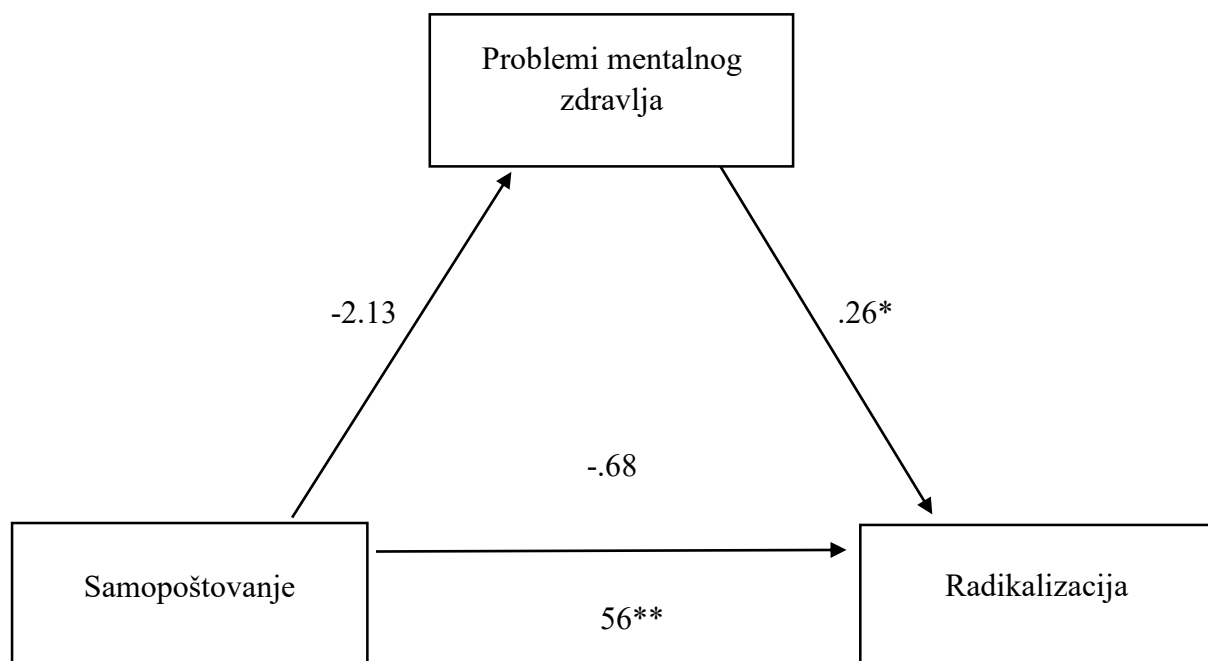 Problemi mentalnog
zdravlja
-2.13
.26*
-.68
Samopoštovanje
Radikalizacija
56**